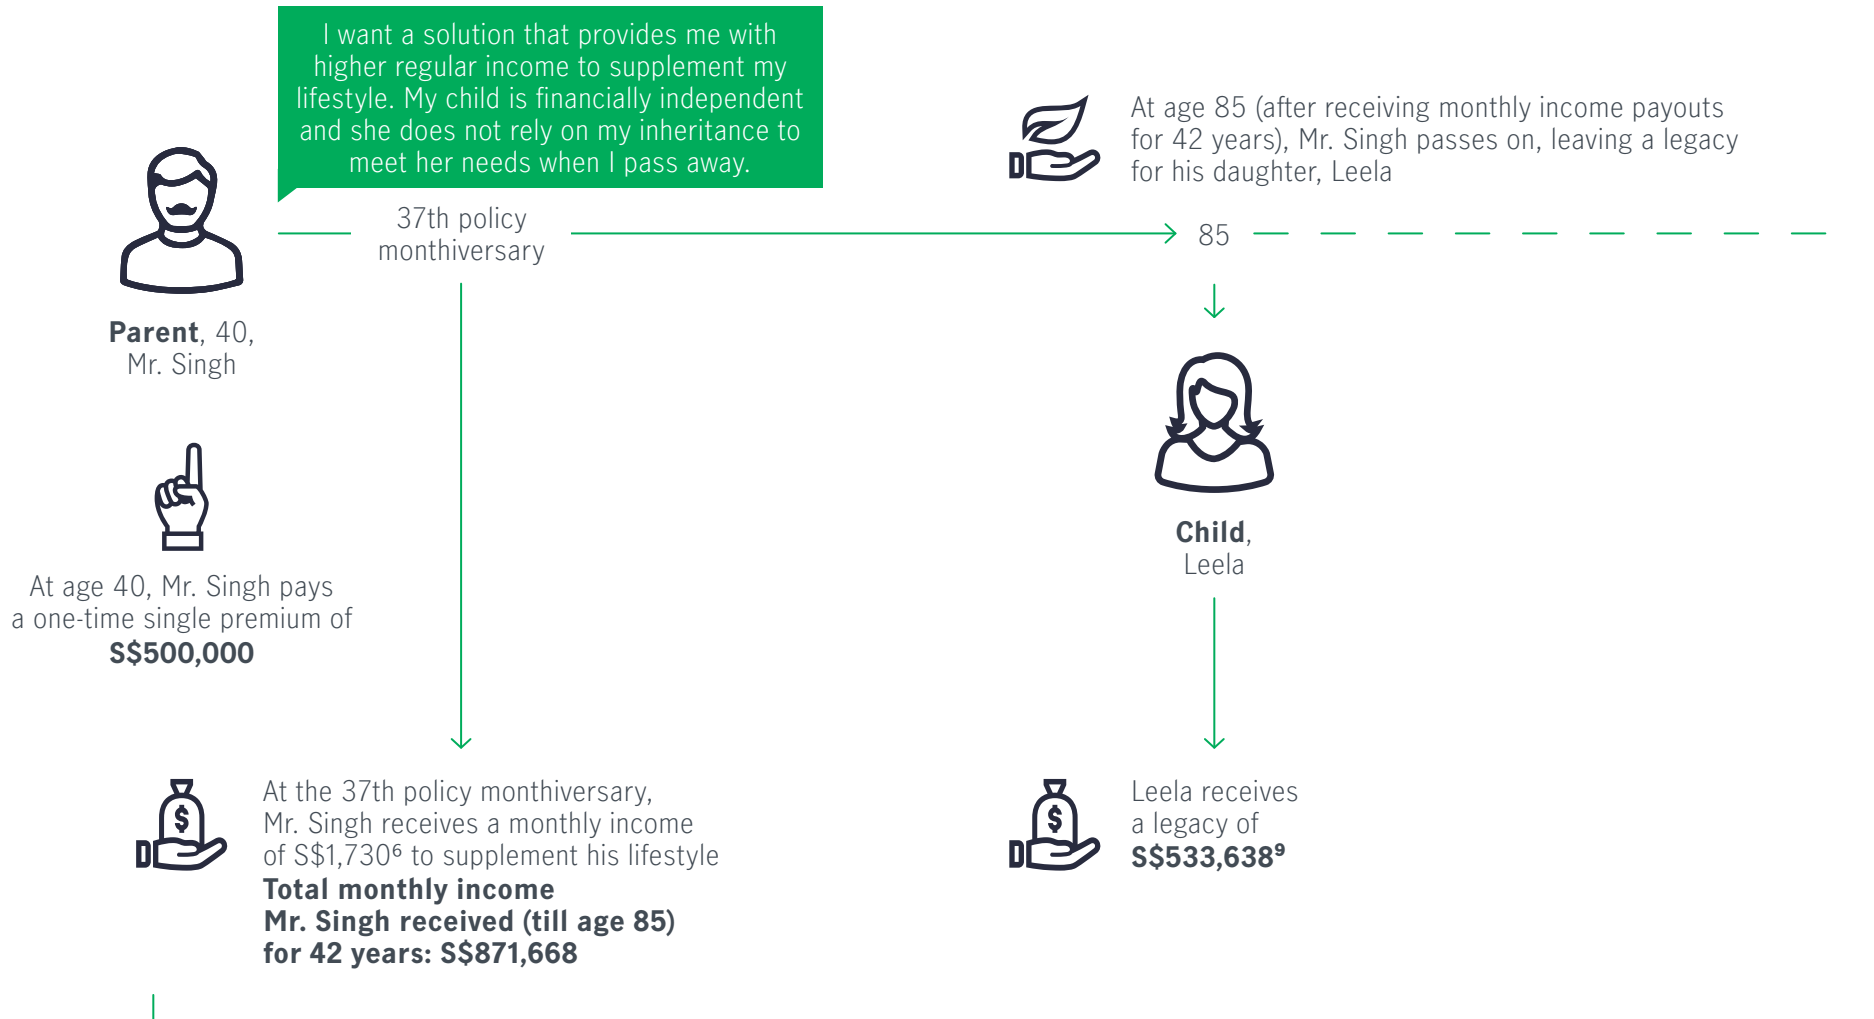 I want a solution that provides me with
higher regular income to supplement my
lifestyle. My child is financially independent
and she does not rely on my inheritance to
meet her needs when I pass away.
At age 85 (after receiving monthly income payouts
for 42 years), Mr. Singh passes on, leaving a legacy
for his daughter, Leela
37th policy
monthiversary
85
Parent, 40,
Mr. Singh
At age 40, Mr. Singh pays
a one-time single premium of
S$500,000
Child,
Leela
$
At the 37th policy monthiversary,
Mr. Singh receives a monthly income
of S$1,730⁶ to supplement his lifestyle
Total monthly income
Mr. Singh received (till age 85)
for 42 years: S$871,668
$
Leela receives
a legacy of
S$533,638⁹